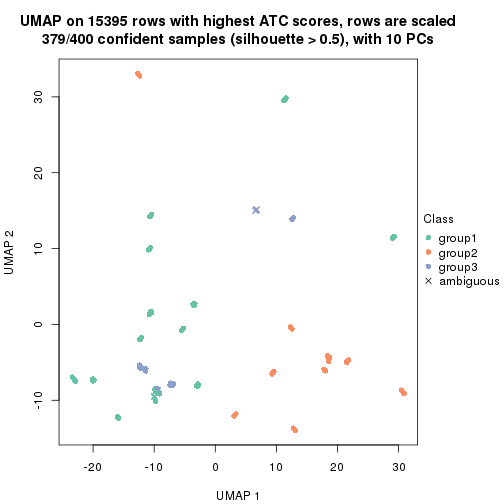 UMAP on 15395 rows with highest ATC scores, rows are scaled
379/400 confident samples (silhouette > 0.5), with 10 PCs
30
20
10
0
-10
UMAP 2
-20
-10
0
10
20
30
UMAP 1
Class
group1
group2
group3
ambiguous